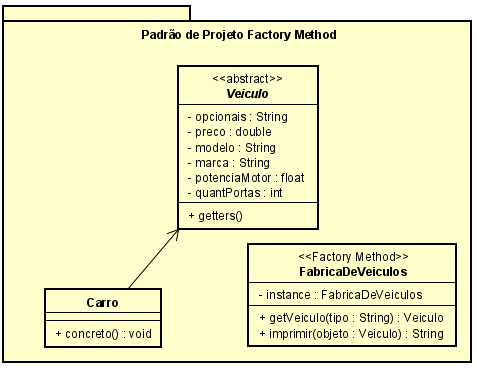 Padrão de Projeto Factory Method
<<abstract>>
Veiculo
- opcionais : String
- preco : double
- modelo : String
- marca : String
- potenciaMotor : float
- quantPortas : int
+ getters()
<<Factory Method>>
FabricaDeVeiculos
- instance : FabricaDeVeiculos
+ getVeiculo(tipo : String) : Veiculo
+ imprimir(objeto : Veiculo) : String
Carro
+ concreto() : void